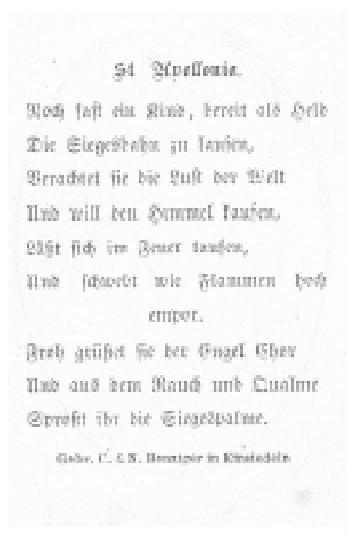 St Apollonia.
Noch fast ein Kind, bereit als Held
Die Siegesbahn zu laufen,
Verachtet sie die Lust der Welt
Und will den Himmel kaufen,
Läßt sich im Feuer taufen,
Und schwebt wie Flammen hoch
empor.
Froh grüßet sie der Engel Chor
Und aus dem Rauch und Qualme
Sproßt ihr die Siegespalme.
Gebr. C. & N. Benziger in Einsiedeln